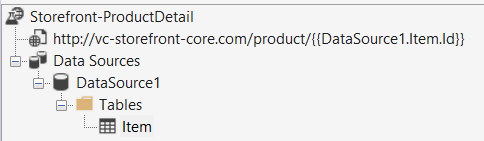 Storefront-ProductDetail
http://vc-storefront-core.com/product/{{DataSource1.Item.Id}}
Data Sources
DataSource1
Tables
Item